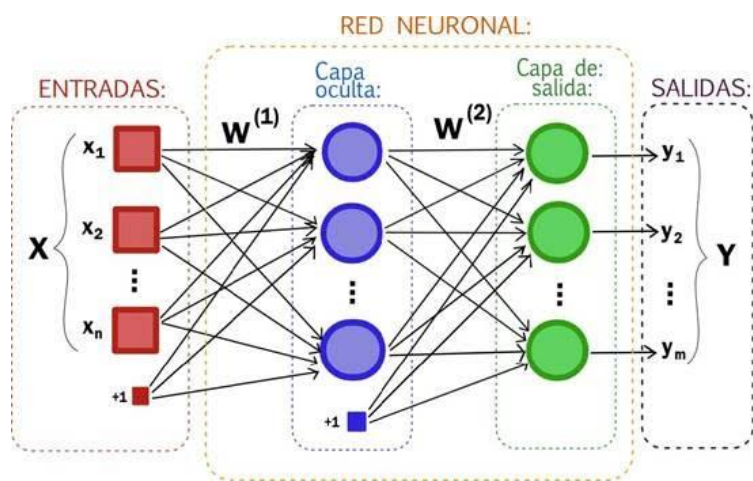 RED NEURONAL:
ENTRADAS:
Capa
oculta:
Capa de:
salida:
SALIDAS:
W(1)
W(2)
x1
x2
xn
X
+1
+1
y1
y2
ym
Y